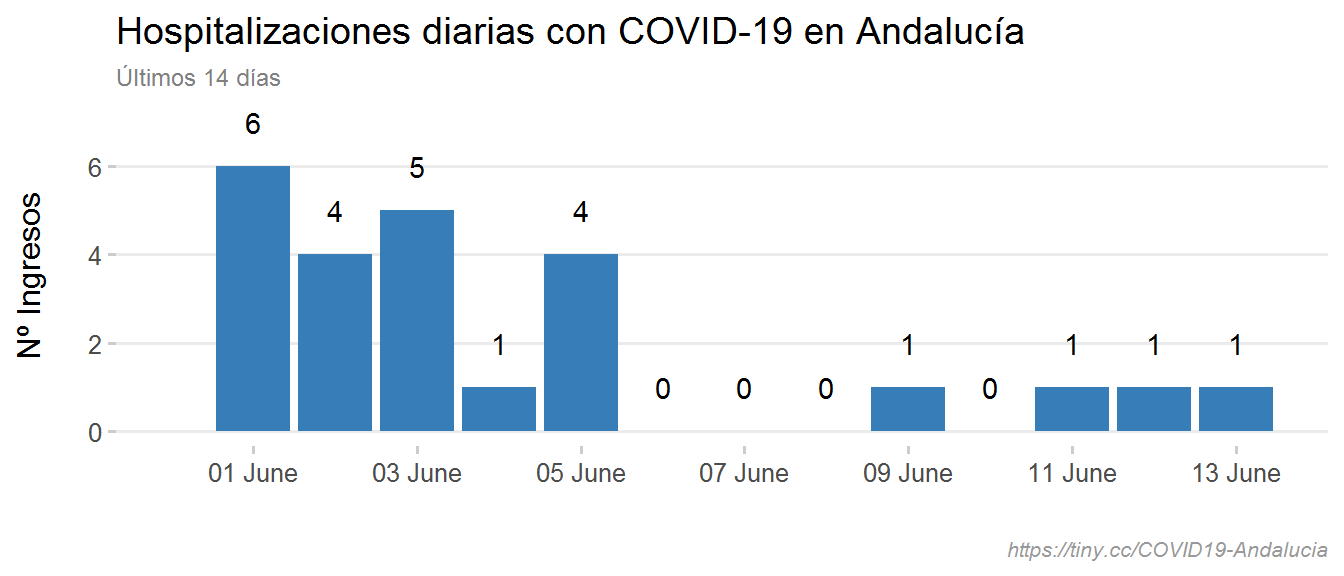 Hospitalizaciones diarias con COVID-19 en Andalucía
Últimos 14 días
Nº Ingresos
6
4
2
0
6
4
5
1
4
0
0
0
1
0
1
1
1
01 June
03 June
05 June
07 June
09 June
11 June
13 June
https://tiny.cc/COVID19-Andalucia